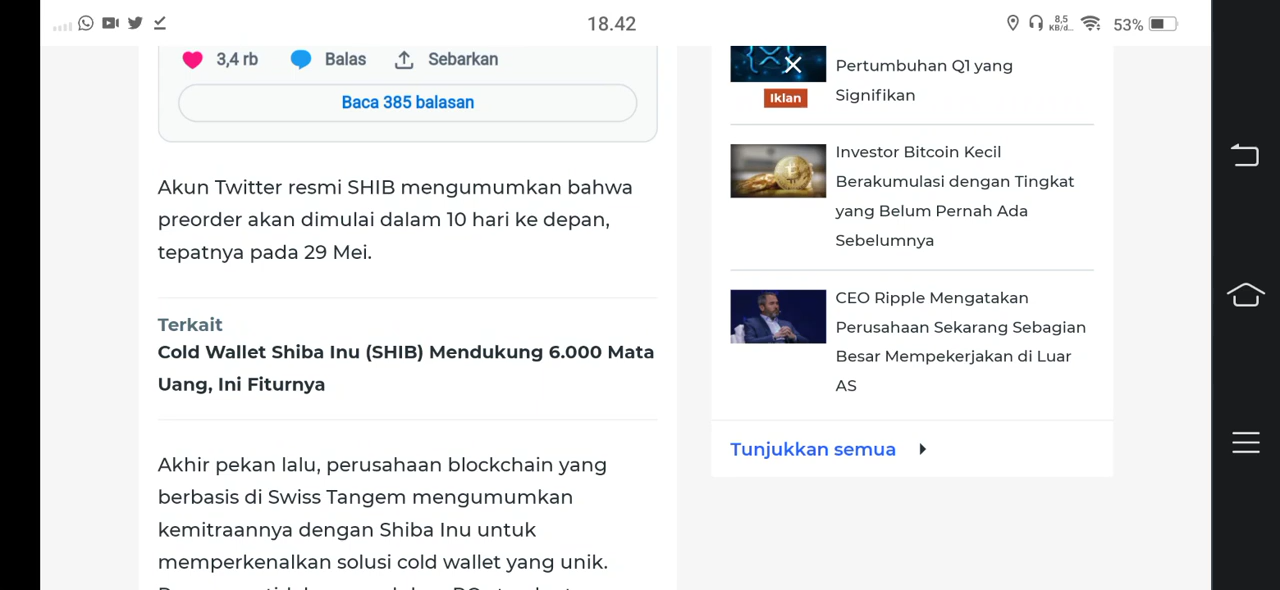 18.42
8,5
KB/d...
53%
3,4 rb
Balas
Sebarkan
Baca 385 balasan
Akun Twitter resmi SHIB mengumumkan bahwa
preorder akan dimulai dalam 10 hari ke depan,
tepatnya pada 29 Mei.
Terkait
Cold Wallet Shiba Inu (SHIB) Mendukung 6.000 Mata
Uang, Ini Fiturnya
Akhir pekan lalu, perusahaan blockchain yang
berbasis di Swiss Tangem mengumumkan
kemitraannya dengan Shiba Inu untuk
memperkenalkan solusi cold wallet yang unik.
Pertumbuhan Q1 yang
Signifikan
Iklan
Investor Bitcoin Kecil
Berakumulasi dengan Tingkat
yang Belum Pernah Ada
Sebelumnya
CEO Ripple Mengatakan
Perusahaan Sekarang Sebagian
Besar Mempekerjakan di Luar
AS
Tunjukkan semua